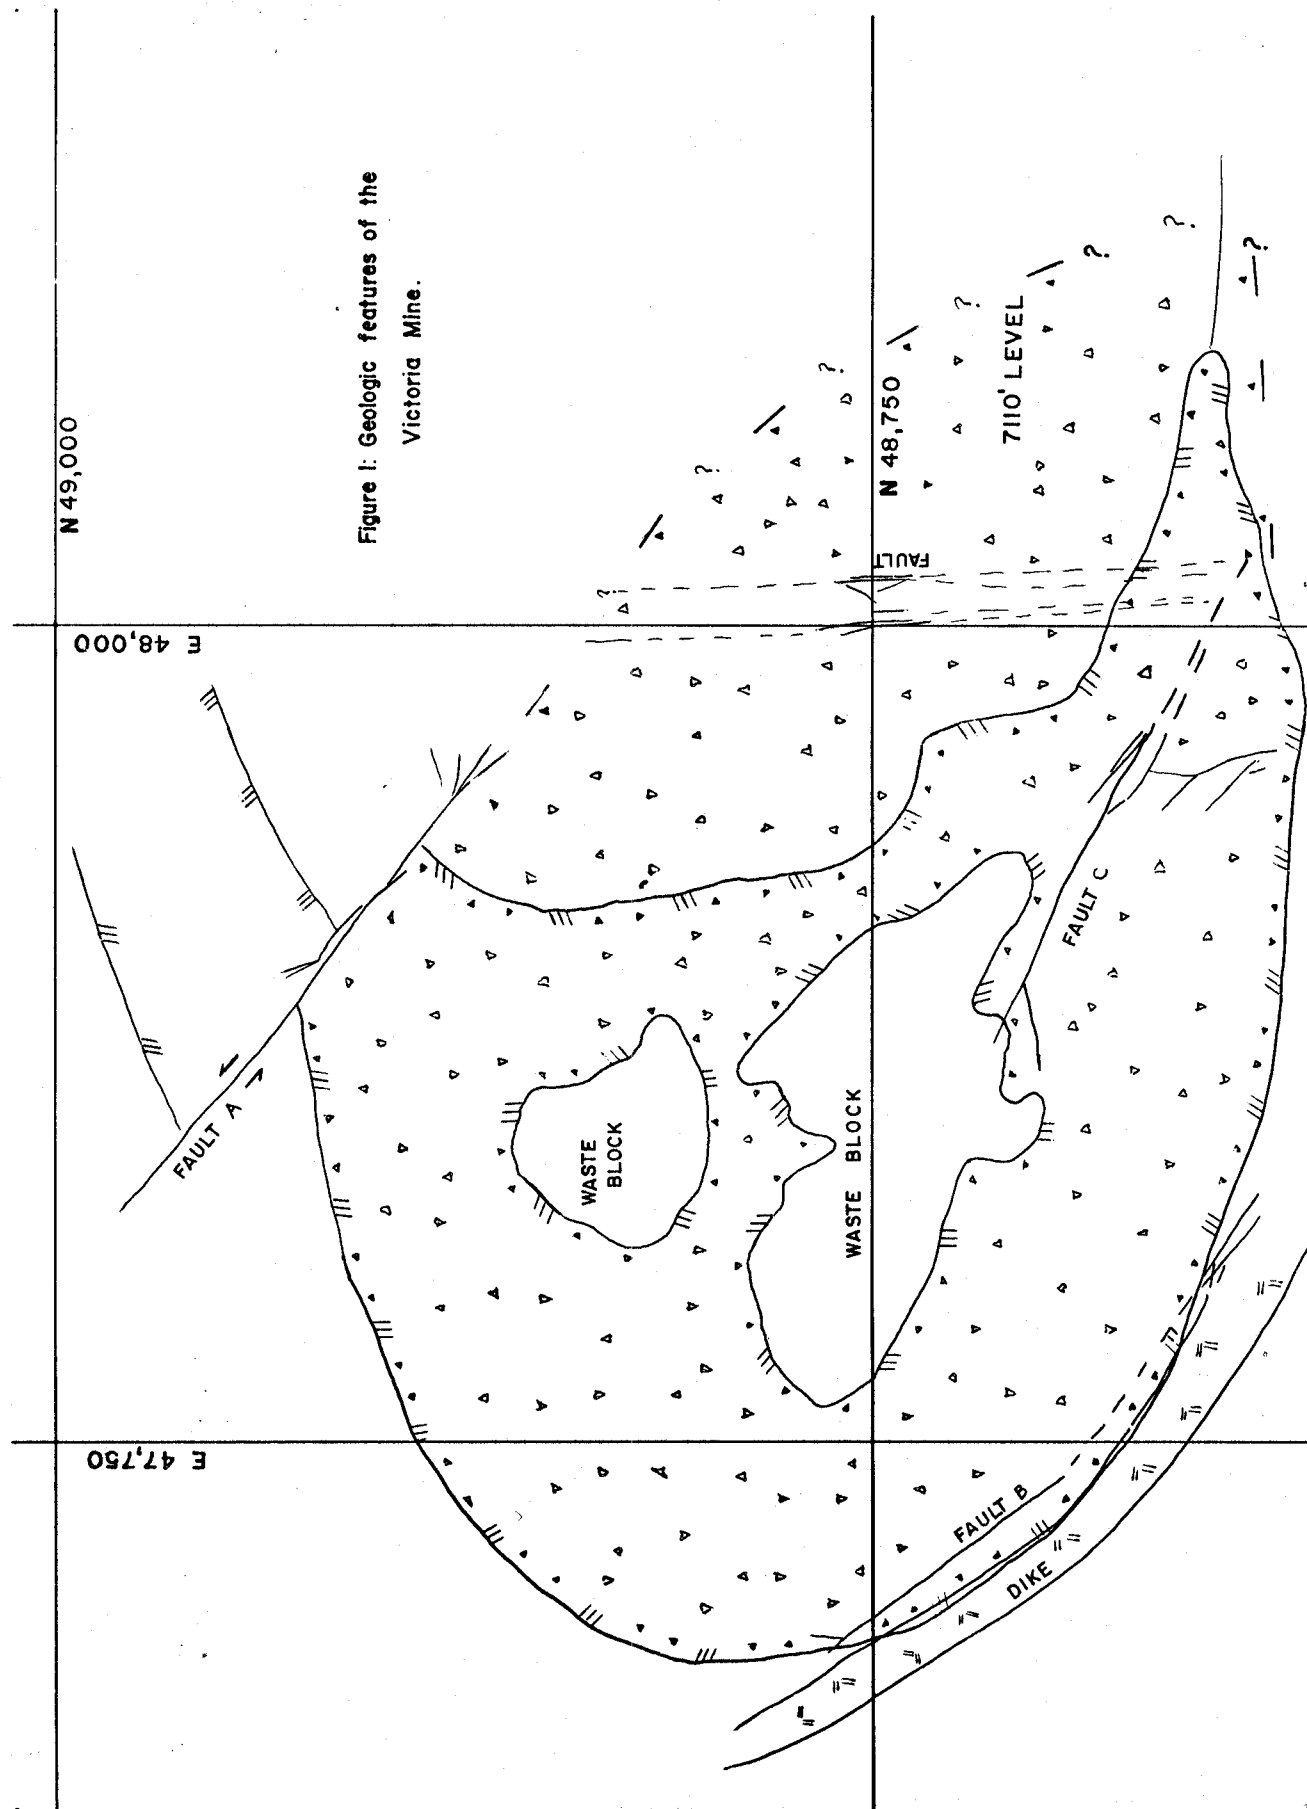 Figure 1: Geologic features of the
Victoria Mine.
N 49,000
E 48,000
N 48,750
7110' LEVEL
FAULT
FAULT A
WASTE
BLOCK
WASTE BLOCK
FAULT C
E 47,750
FAULT B
DIKE
?
?
?
?
?
?
?